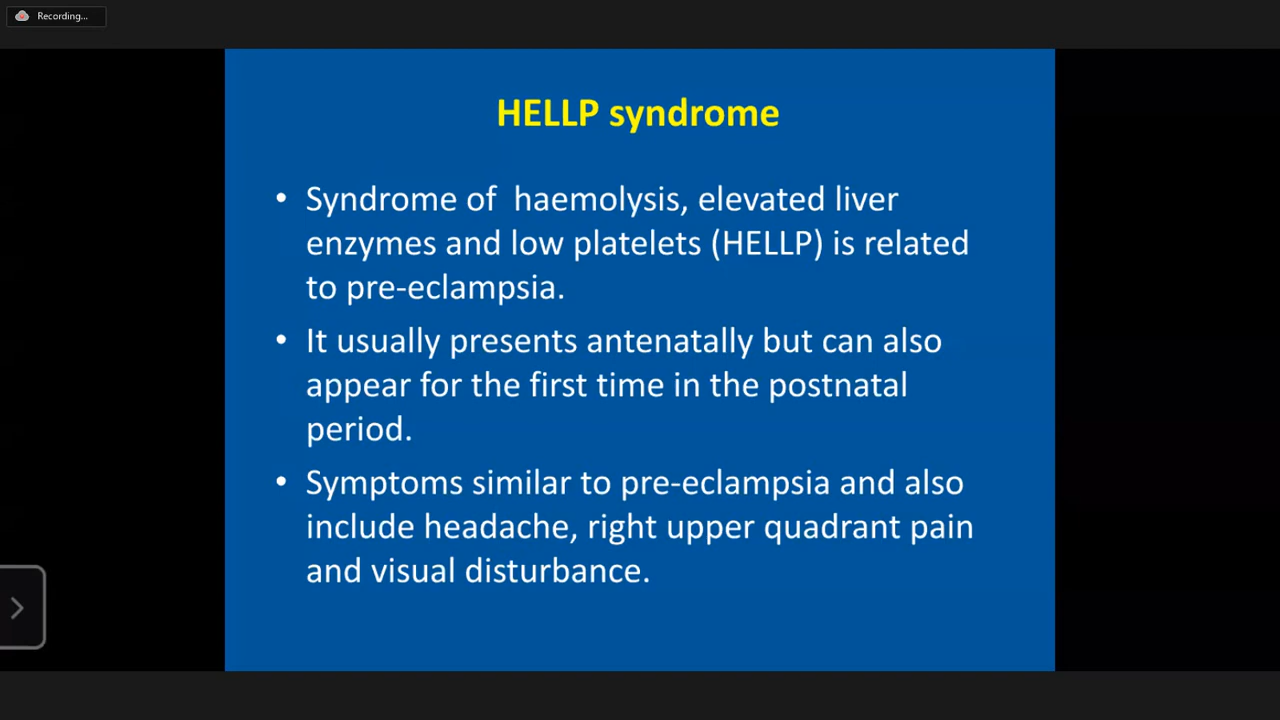 Recording...
HELLP syndrome
• Syndrome of haemolysis, elevated liver
enzymes and low platelets (HELLP) is related
to pre-eclampsia.
• It usually presents antenatally but can also
appear for the first time in the postnatal
period.
• Symptoms similar to pre-eclampsia and also
include headache, right upper quadrant pain
and visual disturbance.